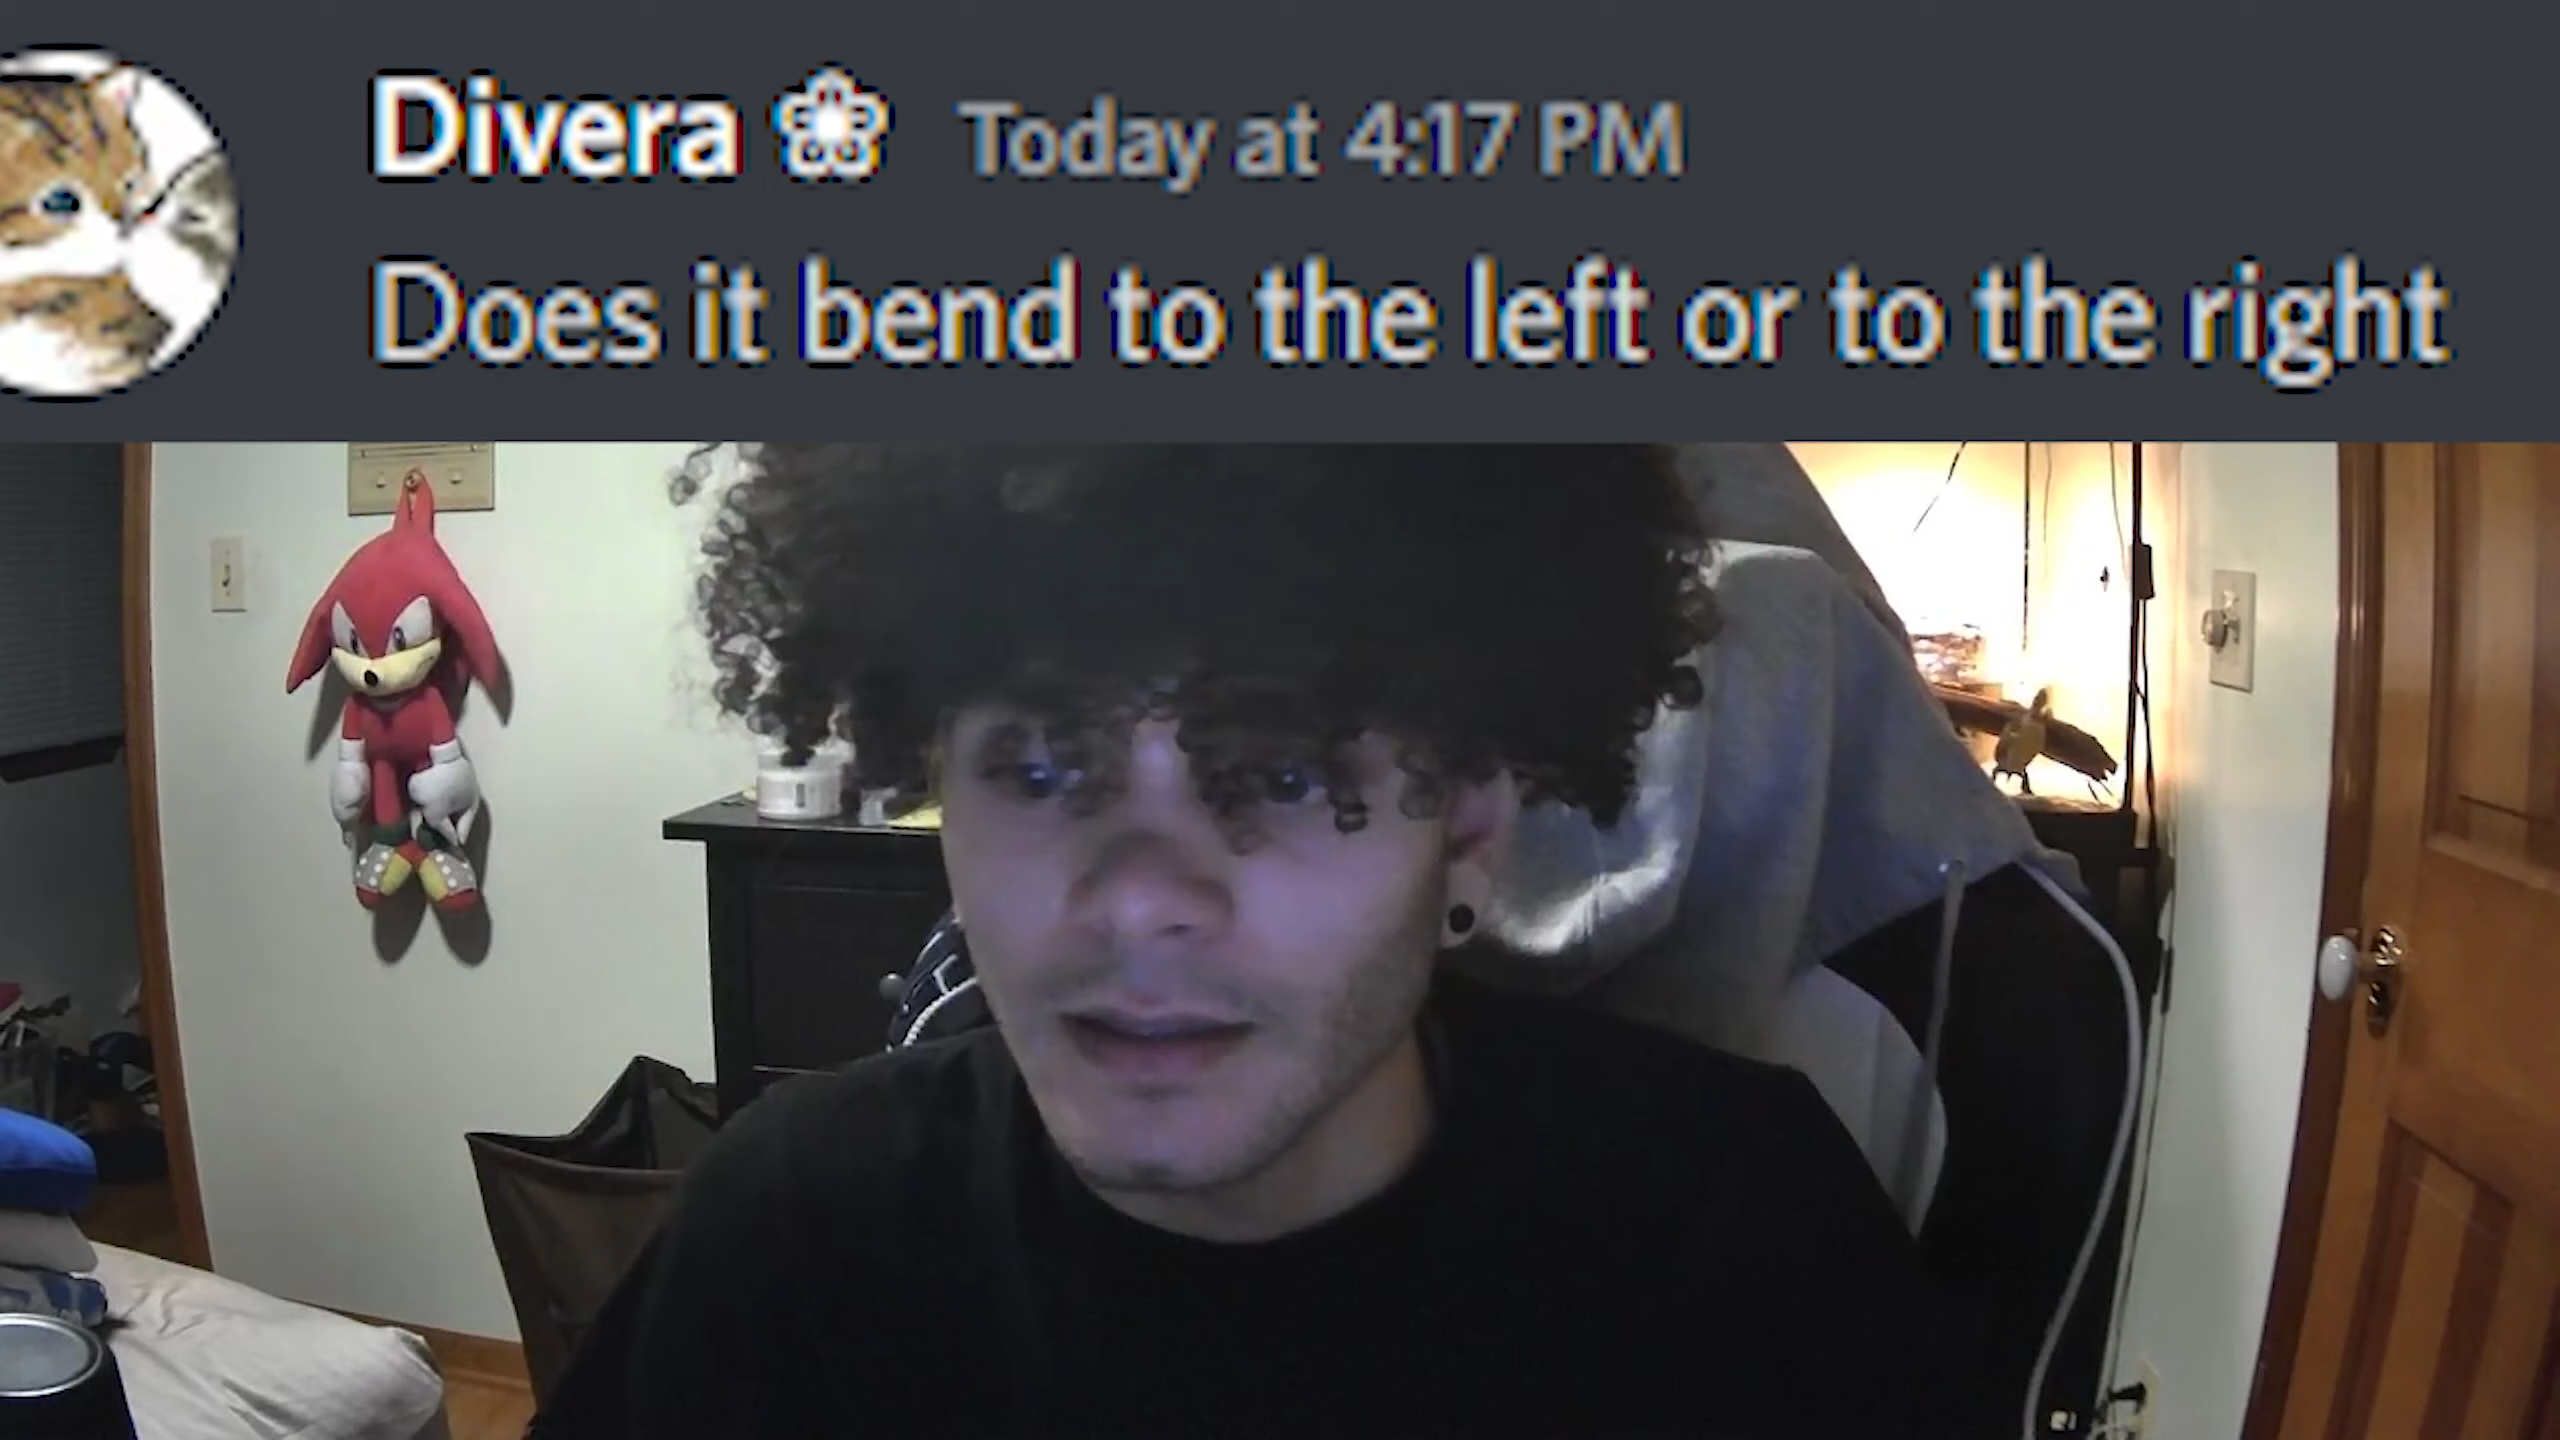 Divera ❀ Today at 4:17 PM
Does it bend to the left or to the right